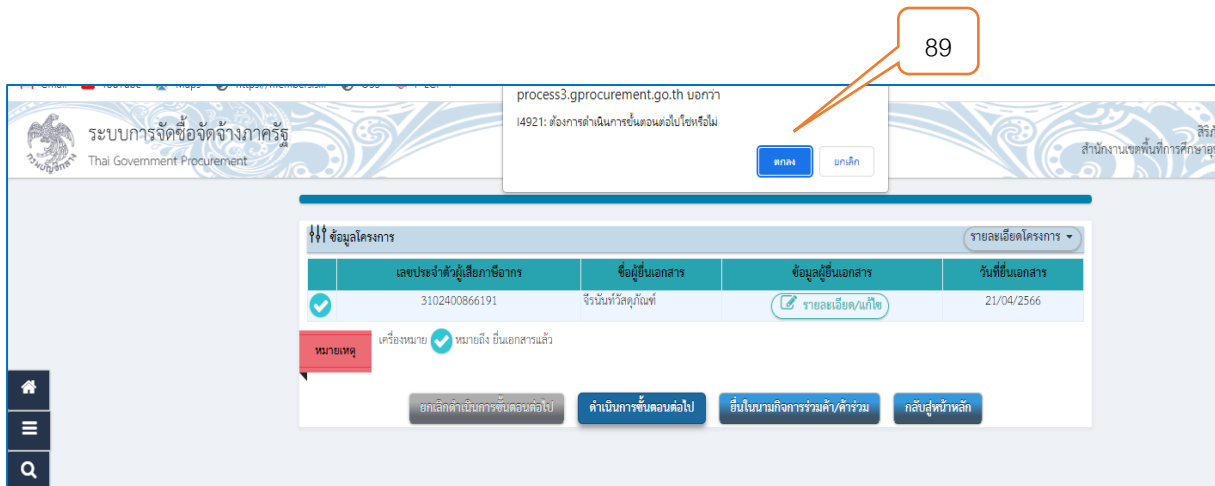 89
process3.gprocurement.go.th บอกว่า
I4921: ต้องการดำเนินการขั้นตอนต่อไปใช่หรือไม่
ตกลง ยกเลิก
ระบบการจัดซื้อจัดจ้างภาครัฐ
Thai Government Procurement
สำนักงานเขตพื้นที่การศึกษา
ข้อมูลโครงการ รายละเอียดโครงการ
เลขประจำตัวผู้เสียภาษีอากร ชื่อผู้ยื่นเอกสาร ข้อมูลผู้ยื่นเอกสาร วันที่ยื่นเอกสาร
3102400866191 จีรนันท์วัสดุภัณฑ์ รายละเอียด/แก้ไข 21/04/2566
หมายเหตุ เครื่องหมาย หมายถึง ยื่นเอกสารแล้ว
ยกเลิกดำเนินการขั้นตอนต่อไป ดำเนินการขั้นตอนต่อไป ยื่นในนามกิจการร่วมค้า/ค้าร่วม กลับสู่หน้าหลัก